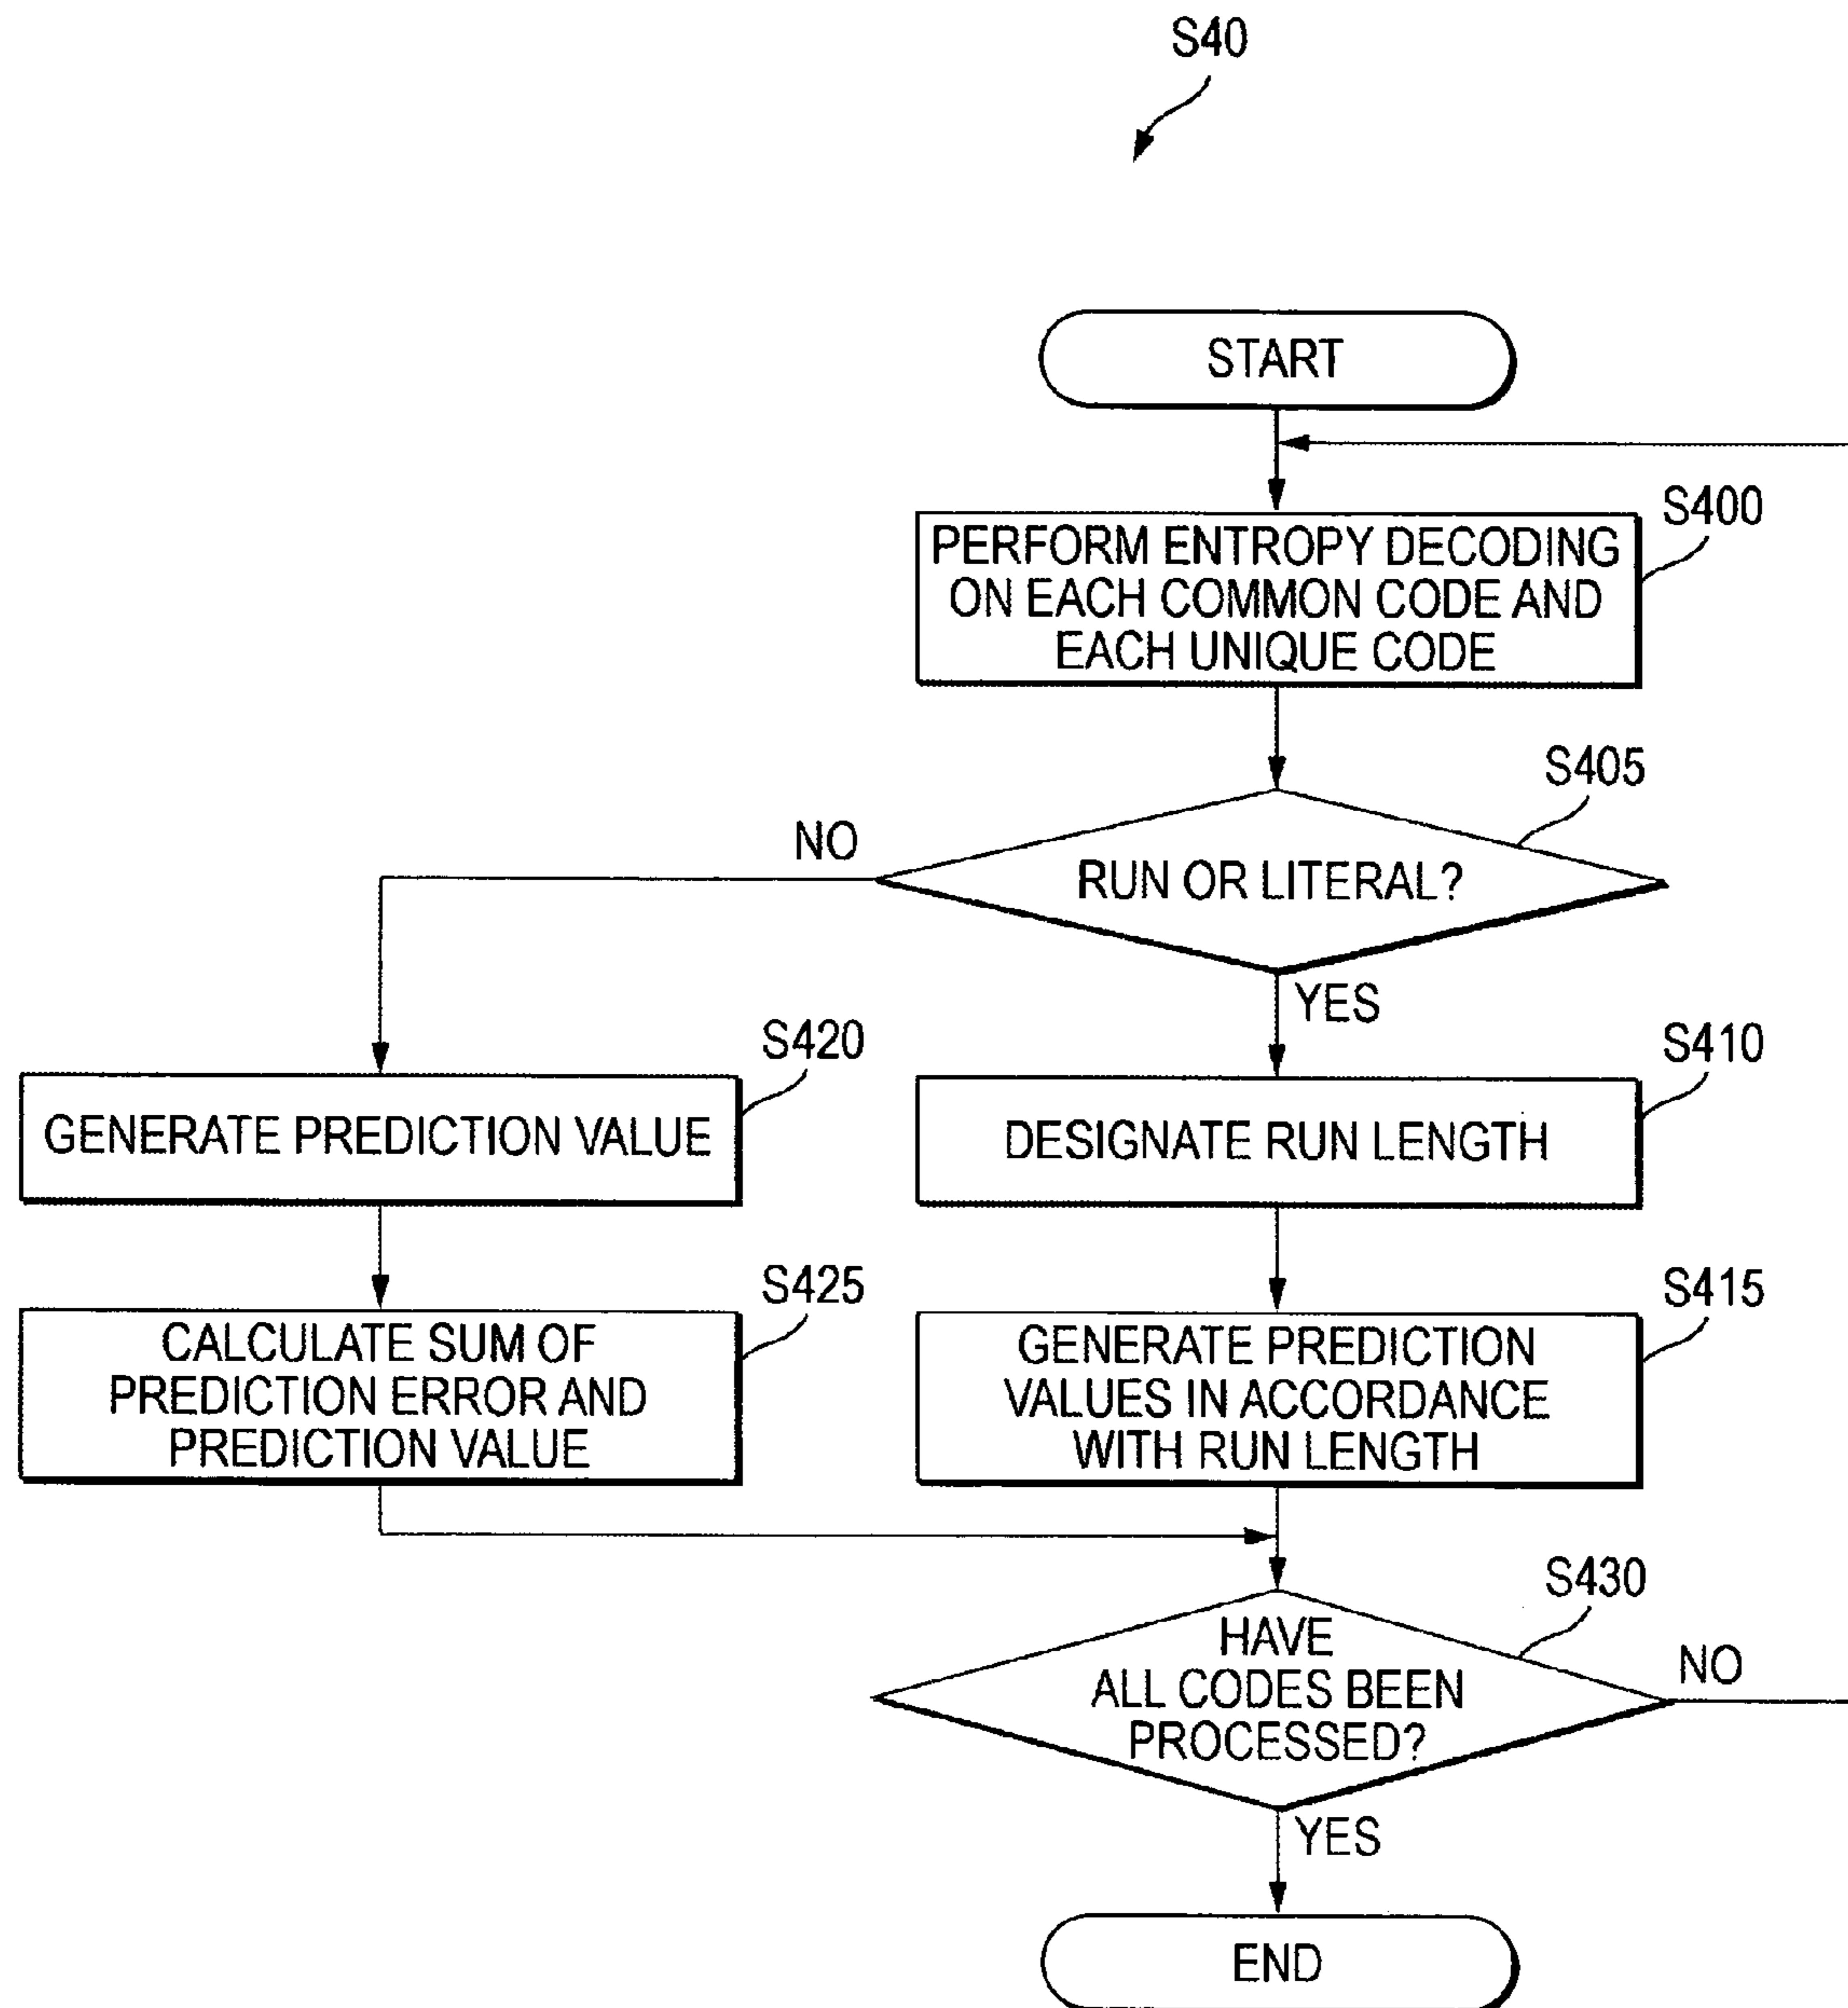 S40
START
S400
PERFORM ENTROPY DECODING
ON EACH COMMON CODE AND
EACH UNIQUE CODE
S405
NO
RUN OR LITERAL?
YES
S420
S410
GENERATE PREDICTION VALUE
DESIGNATE RUN LENGTH
S425
S415
CALCULATE SUM OF
PREDICTION ERROR AND
PREDICTION VALUE
GENERATE PREDICTION
VALUES IN ACCORDANCE
WITH RUN LENGTH
S430
HAVE
ALL CODES BEEN
PROCESSED?
NO
YES
END